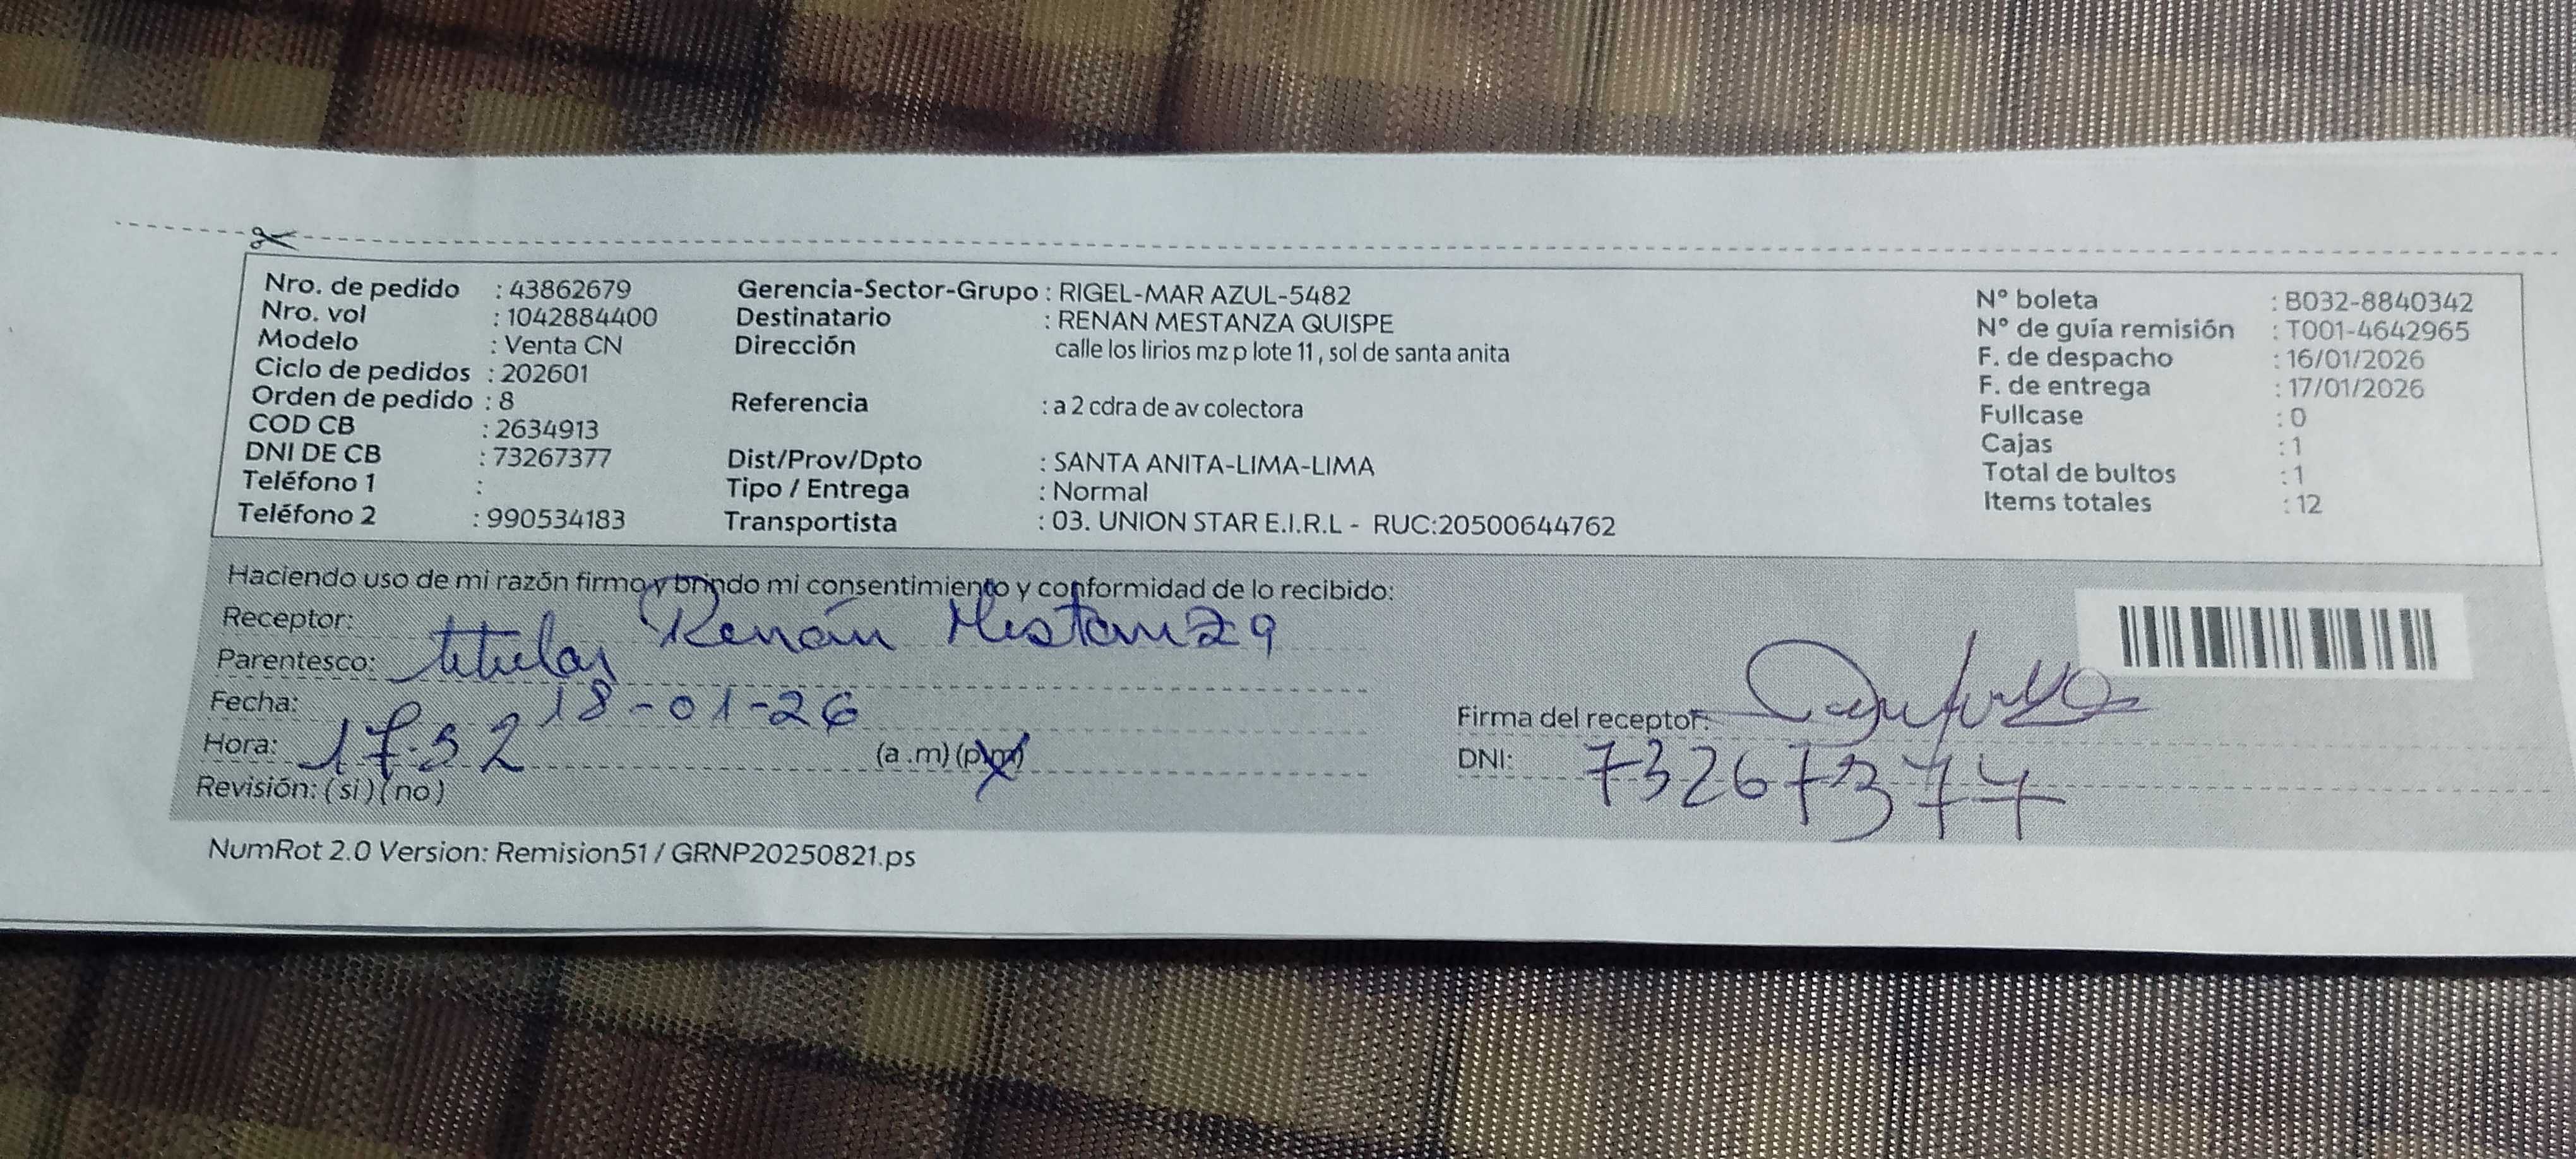 Nro. de pedido : 43862679
Nro. vol : 1042884400
Modelo : Venta CN
Ciclo de pedidos : 202601
Orden de pedido : 8
COD CB : 2634913
DNI DE CB : 73267377
Teléfono 1 :
Teléfono 2 : 990534183
Gerencia-Sector-Grupo : RIGEL-MAR AZUL-5482
Destinatario : RENAN MESTANZA QUISPE
Dirección calle los lirios mz p lote 11 , sol de santa anita
Referencia : a 2 cdra de av colectora
Dist/Prov/Dpto : SANTA ANITA-LIMA-LIMA
Tipo / Entrega : Normal
Transportista : 03. UNION STAR E.I.R.L - RUC:20500644762
N° boleta : B032-8840342
N° de guía remisión : T001-4642965
F. de despacho : 16/01/2026
F. de entrega : 17/01/2026
Fullcase : 0
Cajas : 1
Total de bultos : 1
Items totales : 12
Haciendo uso de mi razón firmo y brindo mi consentimiento y conformidad de lo recibido:
Receptor: Renán Mestanza
Parentesco: titular
Fecha: 18-01-26
Hora: 17:32 (a .m) (p.m)
Revisión: ( si ) ( no )
Firma del receptor:
DNI: 73267377
NumRot 2.0 Version: Remision51 / GRNP20250821.ps